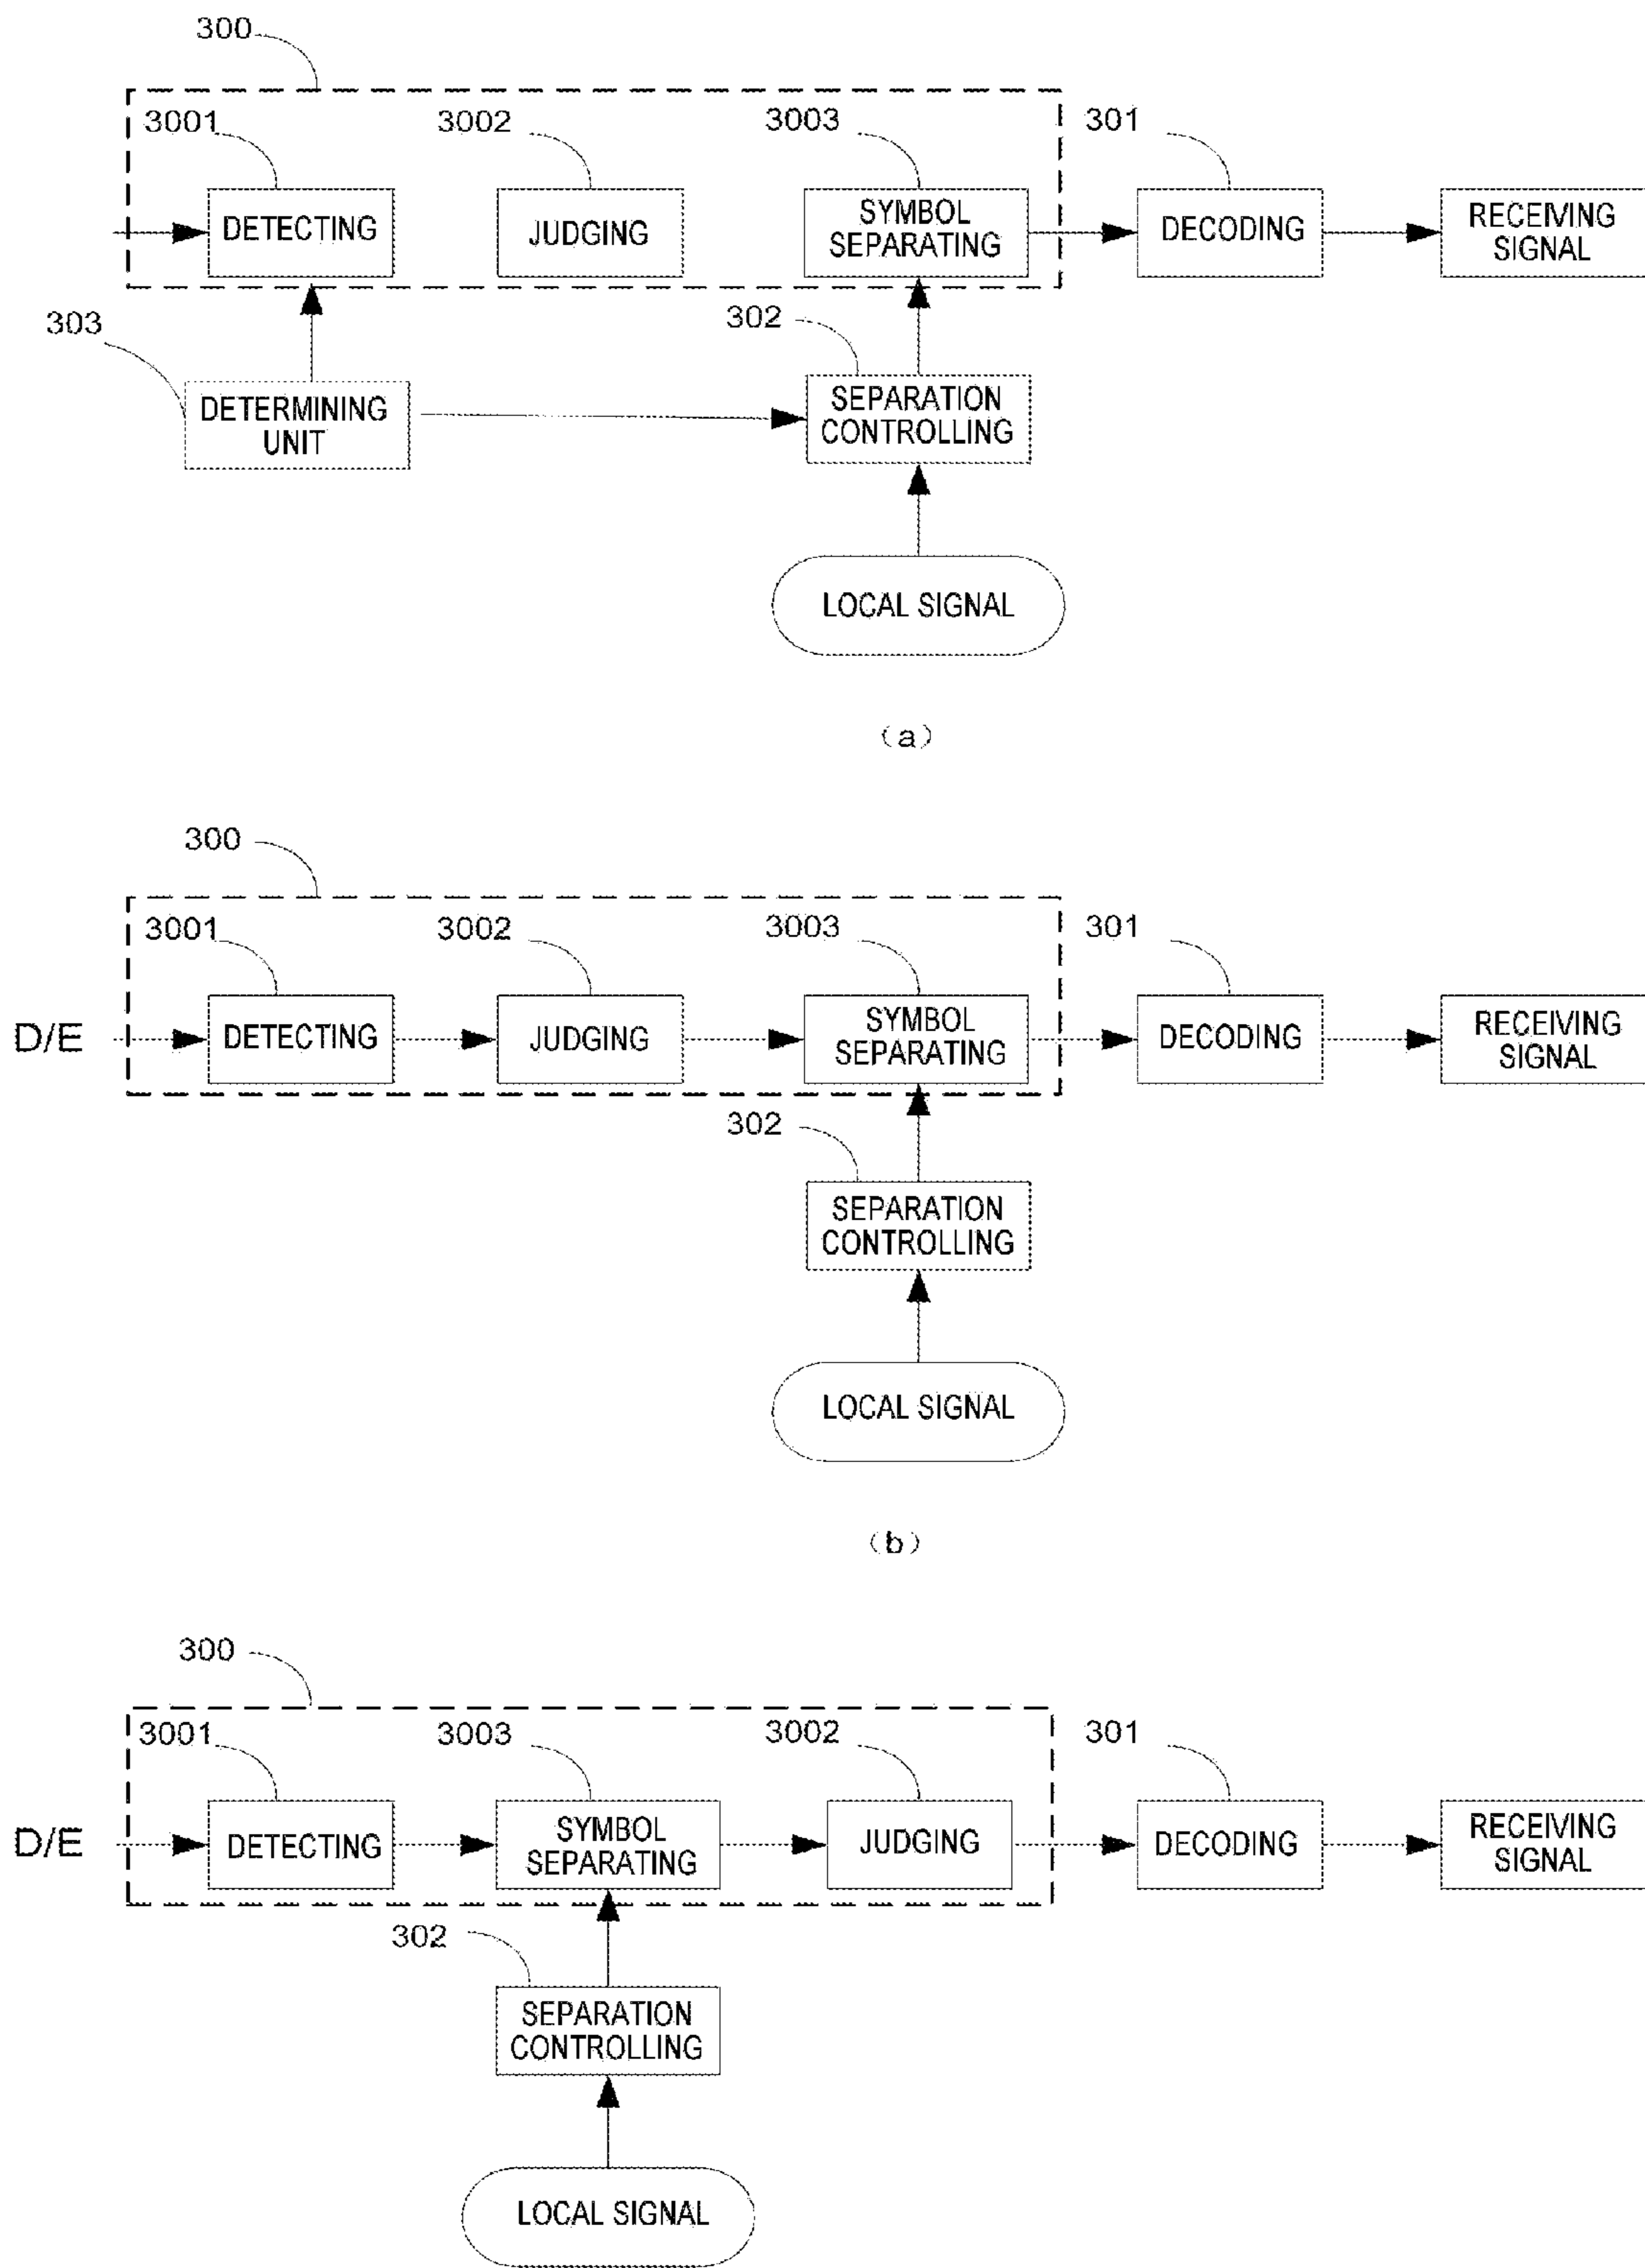 300
3001
3002
3003
301
DETECTING
JUDGING
SYMBOL
SEPARATING
DECODING
RECEIVING
SIGNAL
303
302
DETERMINING
UNIT
SEPARATION
CONTROLLING
LOCAL SIGNAL
(a)
300
3001
3002
3003
301
D/E
DETECTING
JUDGING
SYMBOL
SEPARATING
DECODING
RECEIVING
SIGNAL
302
SEPARATION
CONTROLLING
LOCAL SIGNAL
(b)
300
3001
3003
3002
301
D/E
DETECTING
SYMBOL
SEPARATING
JUDGING
DECODING
RECEIVING
SIGNAL
302
SEPARATION
CONTROLLING
LOCAL SIGNAL